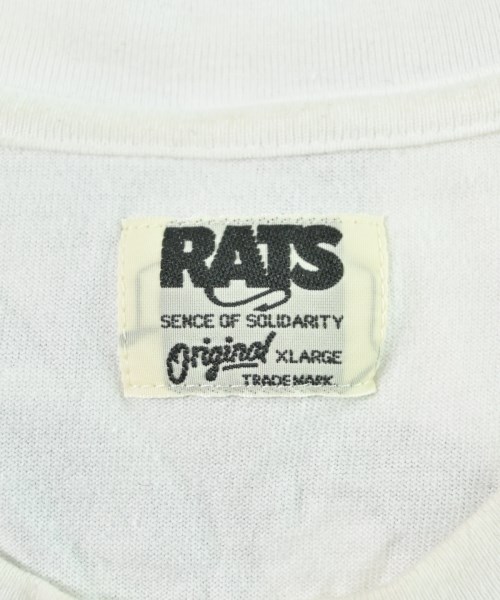 RATS
SENCE OF SOLIDARITY
Original XLARGE
TRADE MARK.